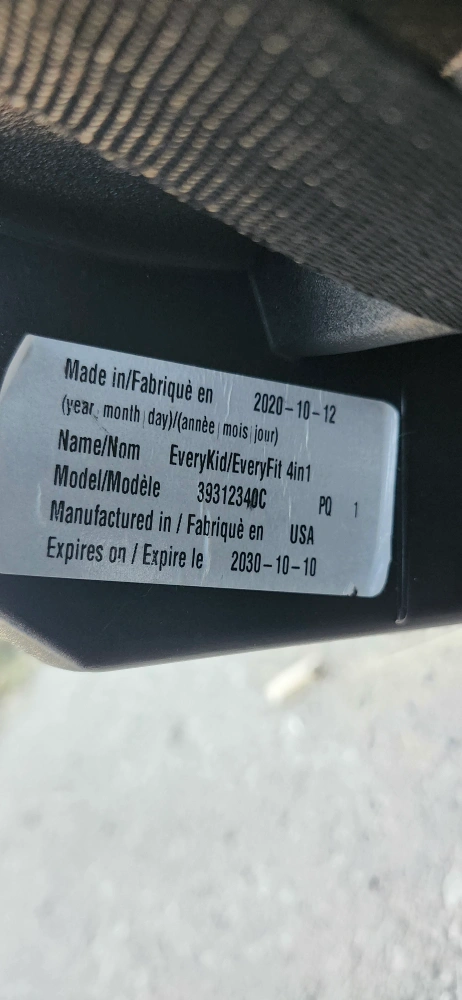 Made in/Fabriquè en 2020-10-12
(year | month | day)/(annèe | mois | jour)
Name/Nom EveryKid/EveryFit 4in1
Model/Modèle 39312340C PQ 1
Manufactured in / Fabriquè en USA
Expires on / Expire le 2030-10-10